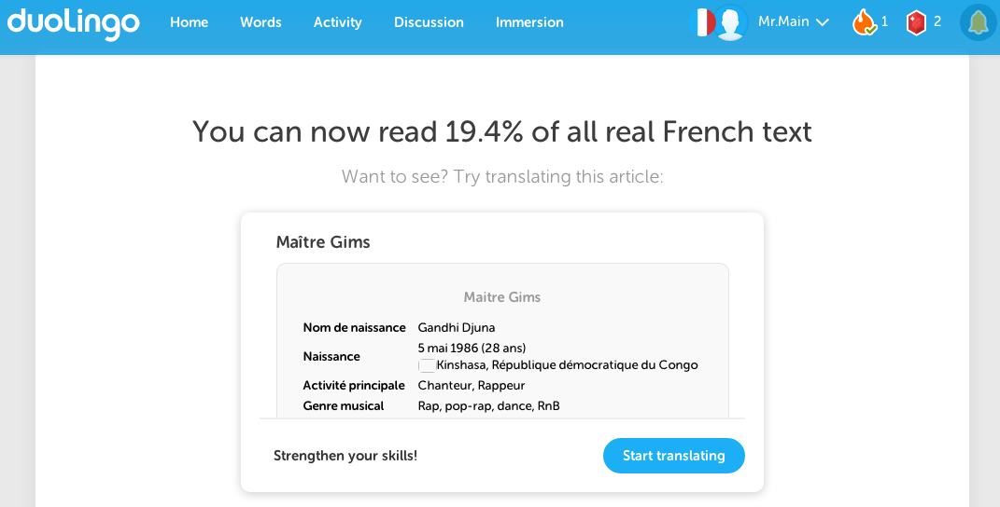 duolingo Home Words Activity Discussion Immersion Mr.Main 1 2
You can now read 19.4% of all real French text
Want to see? Try translating this article:
Maître Gims
Maitre Gims
Nom de naissance Gandhi Djuna
Naissance 5 mai 1986 (28 ans)
Kinshasa, République démocratique du Congo
Activité principale Chanteur, Rappeur
Genre musical Rap, pop-rap, dance, RnB
Strengthen your skills! Start translating